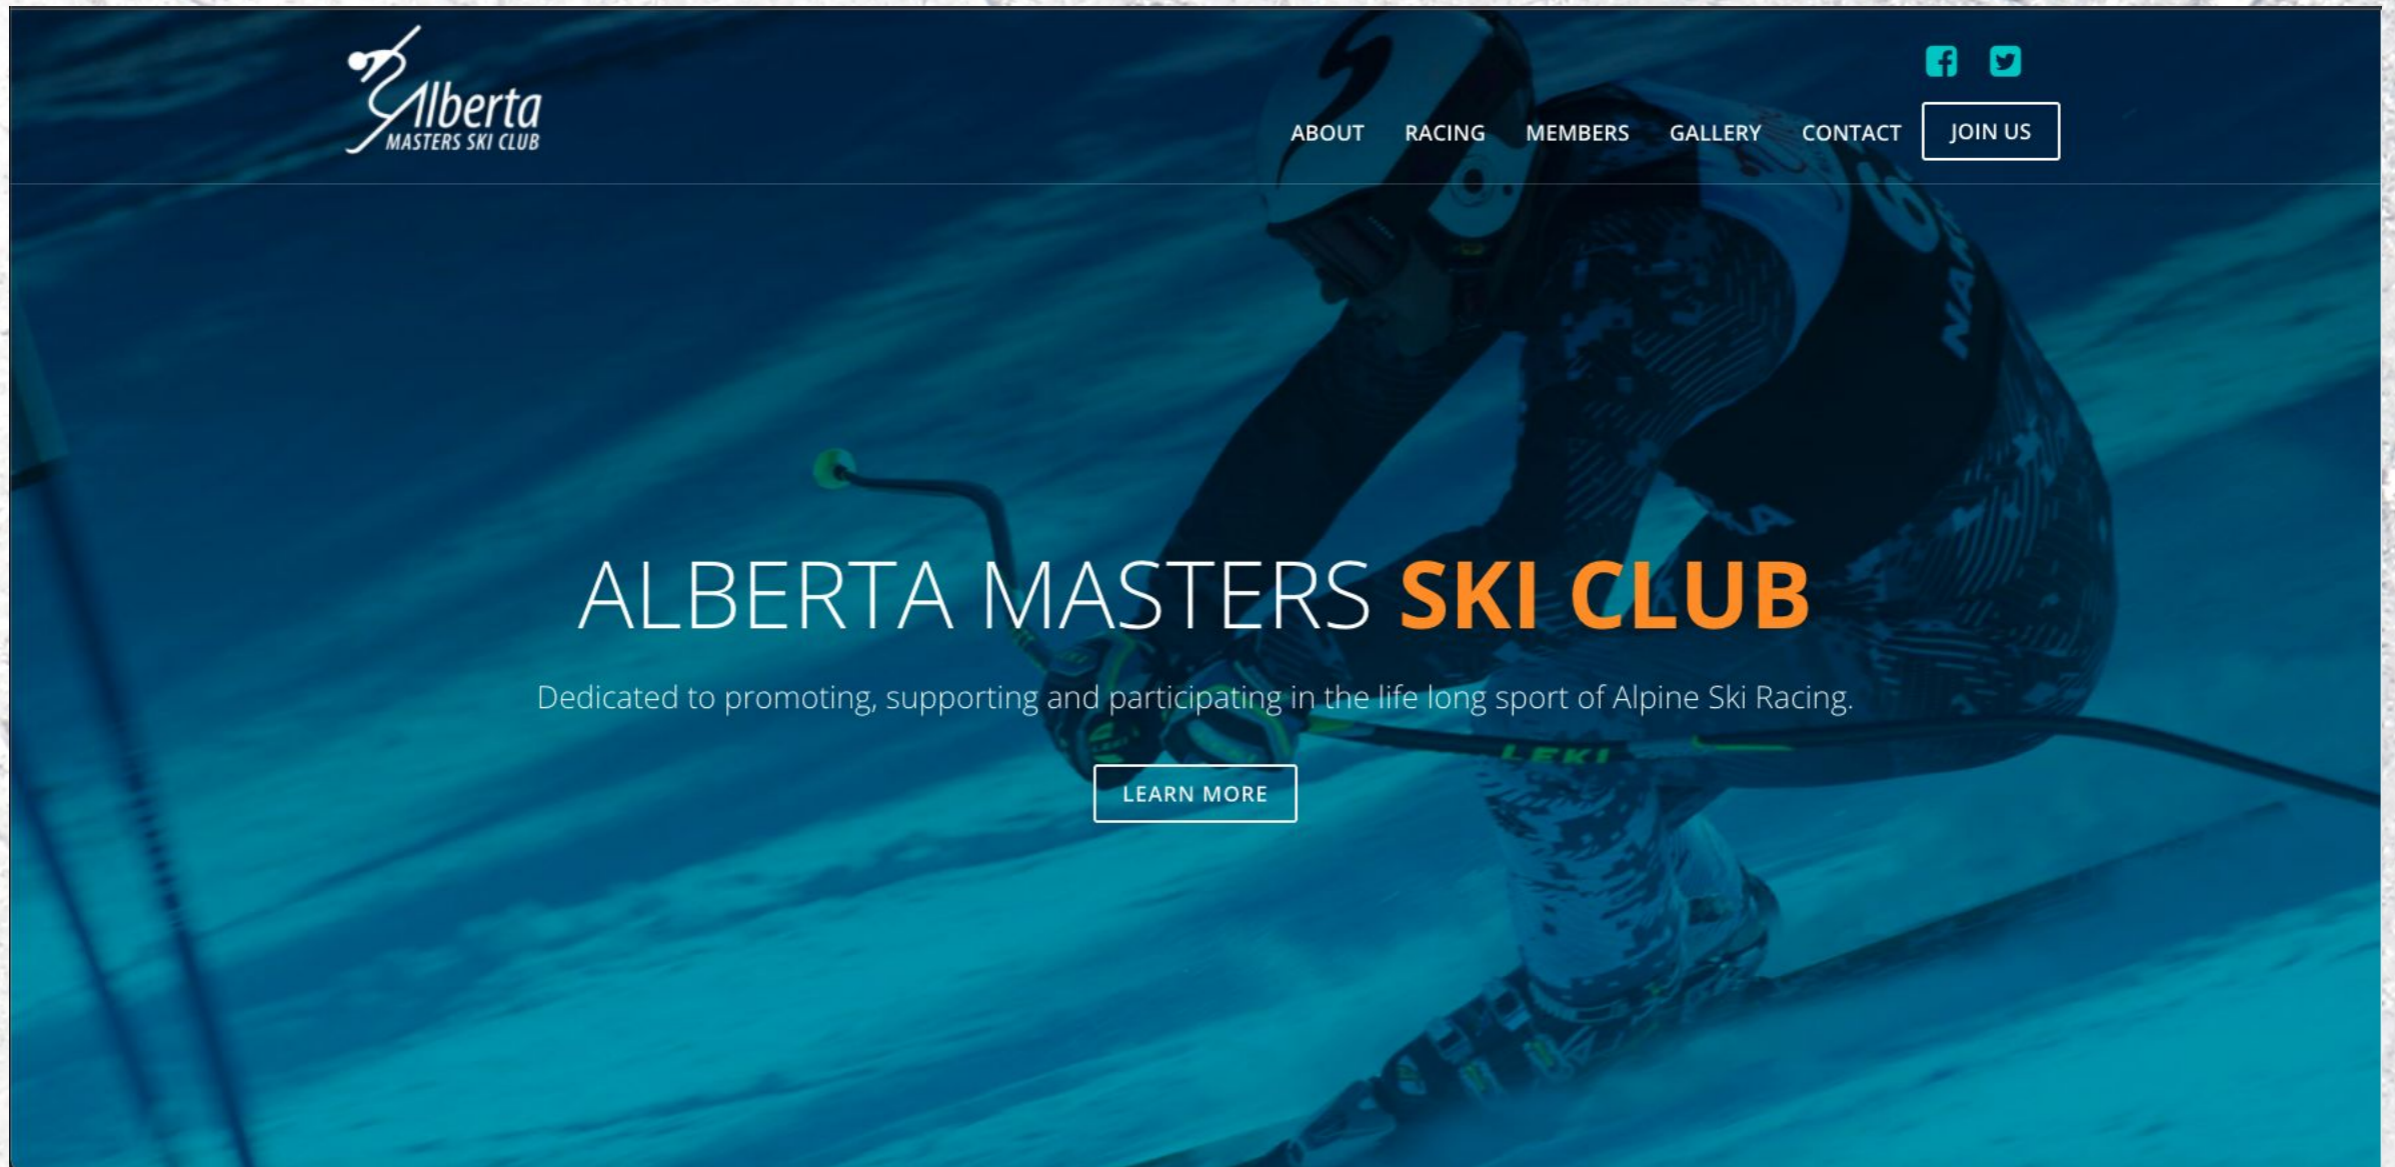 Alberta
MASTERS SKI CLUB
ABOUT RACING MEMBERS GALLERY CONTACT JOIN US
ALBERTA MASTERS SKI CLUB
Dedicated to promoting, supporting and participating in the life long sport of Alpine Ski Racing.
LEKI
LEKI
LEARN MORE